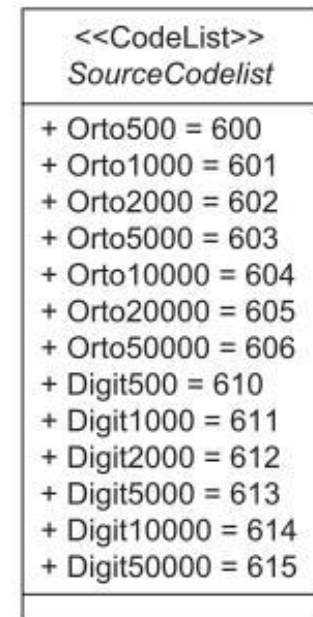 <<CodeList>>
SourceCodelist
+ Orto500 = 600
+ Orto1000 = 601
+ Orto2000 = 602
+ Orto5000 = 603
+ Orto10000 = 604
+ Orto20000 = 605
+ Orto50000 = 606
+ Digit500 = 610
+ Digit1000 = 611
+ Digit2000 = 612
+ Digit5000 = 613
+ Digit10000 = 614
+ Digit50000 = 615